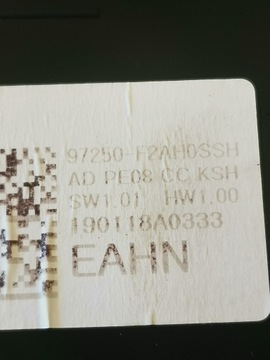 97250-F2AH0SSH
AD PE08 CC KSH
SW1.01 HW1.00
190118A0333
EAHN